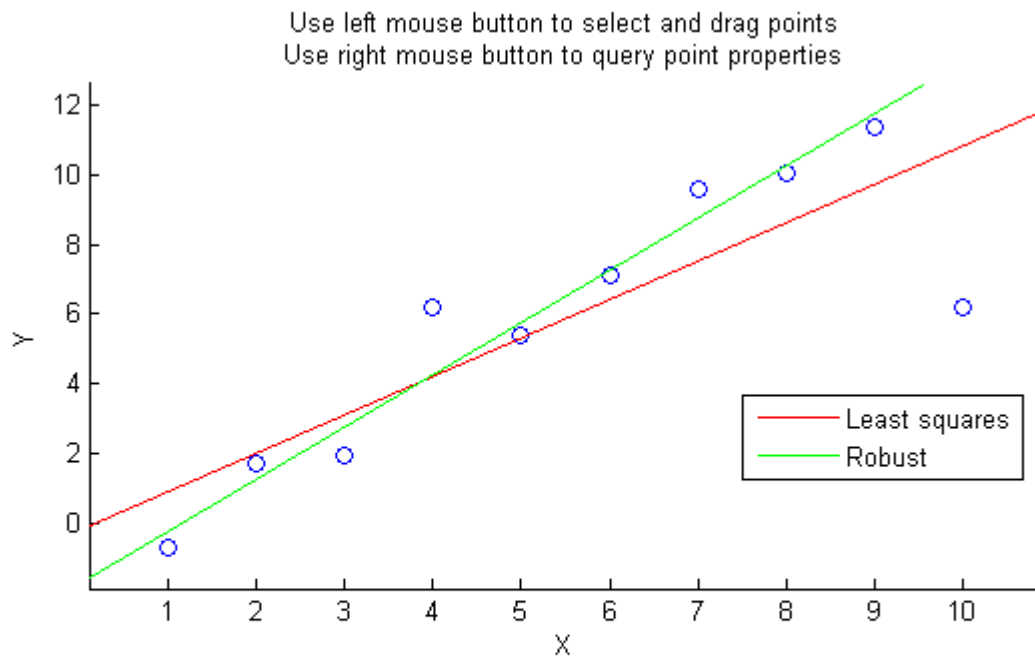 Use left mouse button to select and drag points
Use right mouse button to query point properties
12
10
8
6
4
2
0
Y
Least squares
Robust
1 2 3 4 5 6 7 8 9 10
X